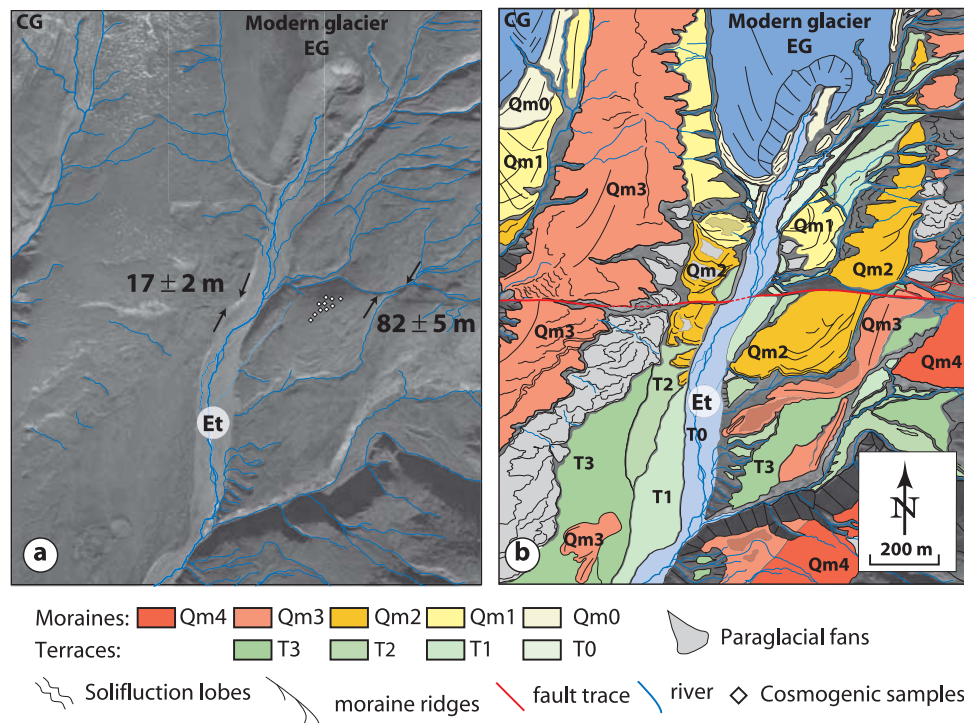 CG
Modern glacier
EG
17 ± 2 m
82 ± 5 m
Et
a
CG
Modern glacier
EG
Qm0
Qm1
Qm3
Qm1
Qm2
Qm2
Qm3
Qm3
Qm2
Qm4
T2
Et
T0
T3
T3
T1
N
Qm3
200 m
Qm4
b
Moraines: Qm4 Qm3 Qm2 Qm1 Qm0
Terraces: T3 T2 T1 T0
Paraglacial fans
Solifluction lobes
moraine ridges
fault trace
river
Cosmogenic samples